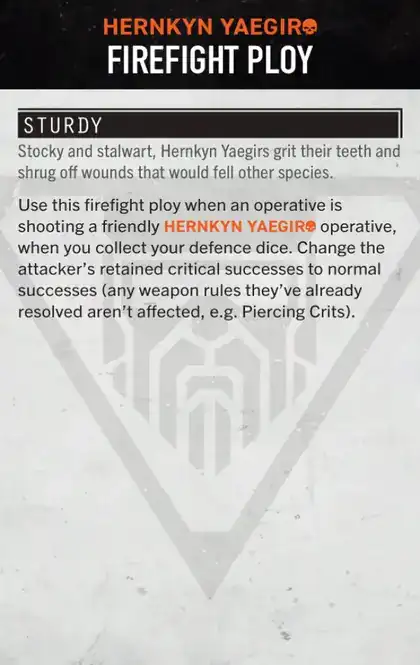 HERNKYN YAEGIR
FIREFIGHT PLOY
STURDY
Stocky and stalwart, Hernkyn Yaegirs grit their teeth and
shrug off wounds that would fell other species.
Use this firefight ploy when an operative is
shooting a friendly HERNKYN YAEGIR operative,
when you collect your defence dice. Change the
attacker’s retained critical successes to normal
successes (any weapon rules they’ve already
resolved aren’t affected, e.g. Piercing Crits).